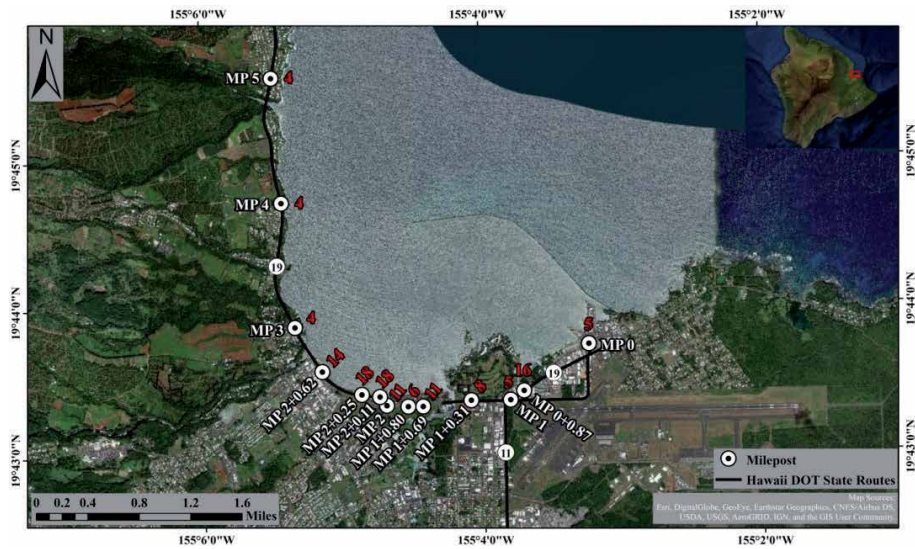 155°6'0"W
155°4'0"W
155°2'0"W
N
MP 5
4
19°45'0"N
19°45'0"N
MP 4
4
19
MP 3
4
19°44'0"N
19°44'0"N
5
MP 0
14
MP 2+0.62
18
MP 2+0.25
18
MP 2+0.11
11
MP 2
6
MP 1+0.80
11
MP 1+0.69
8
MP 1+0.31
5
MP 1
16
MP 0+0.87
19
11
19°43'0"N
19°43'0"N
Milepost
Hawaii DOT State Routes
0 0.2 0.4 0.8 1.2 1.6
Miles
Map Sources:
Esri, DigitalGlobe, GeoEye, Earthstar Geographics, CNES/Airbus DS,
USDA, USGS, AeroGRID, IGN, and the GIS User Community
155°6'0"W
155°4'0"W
155°2'0"W